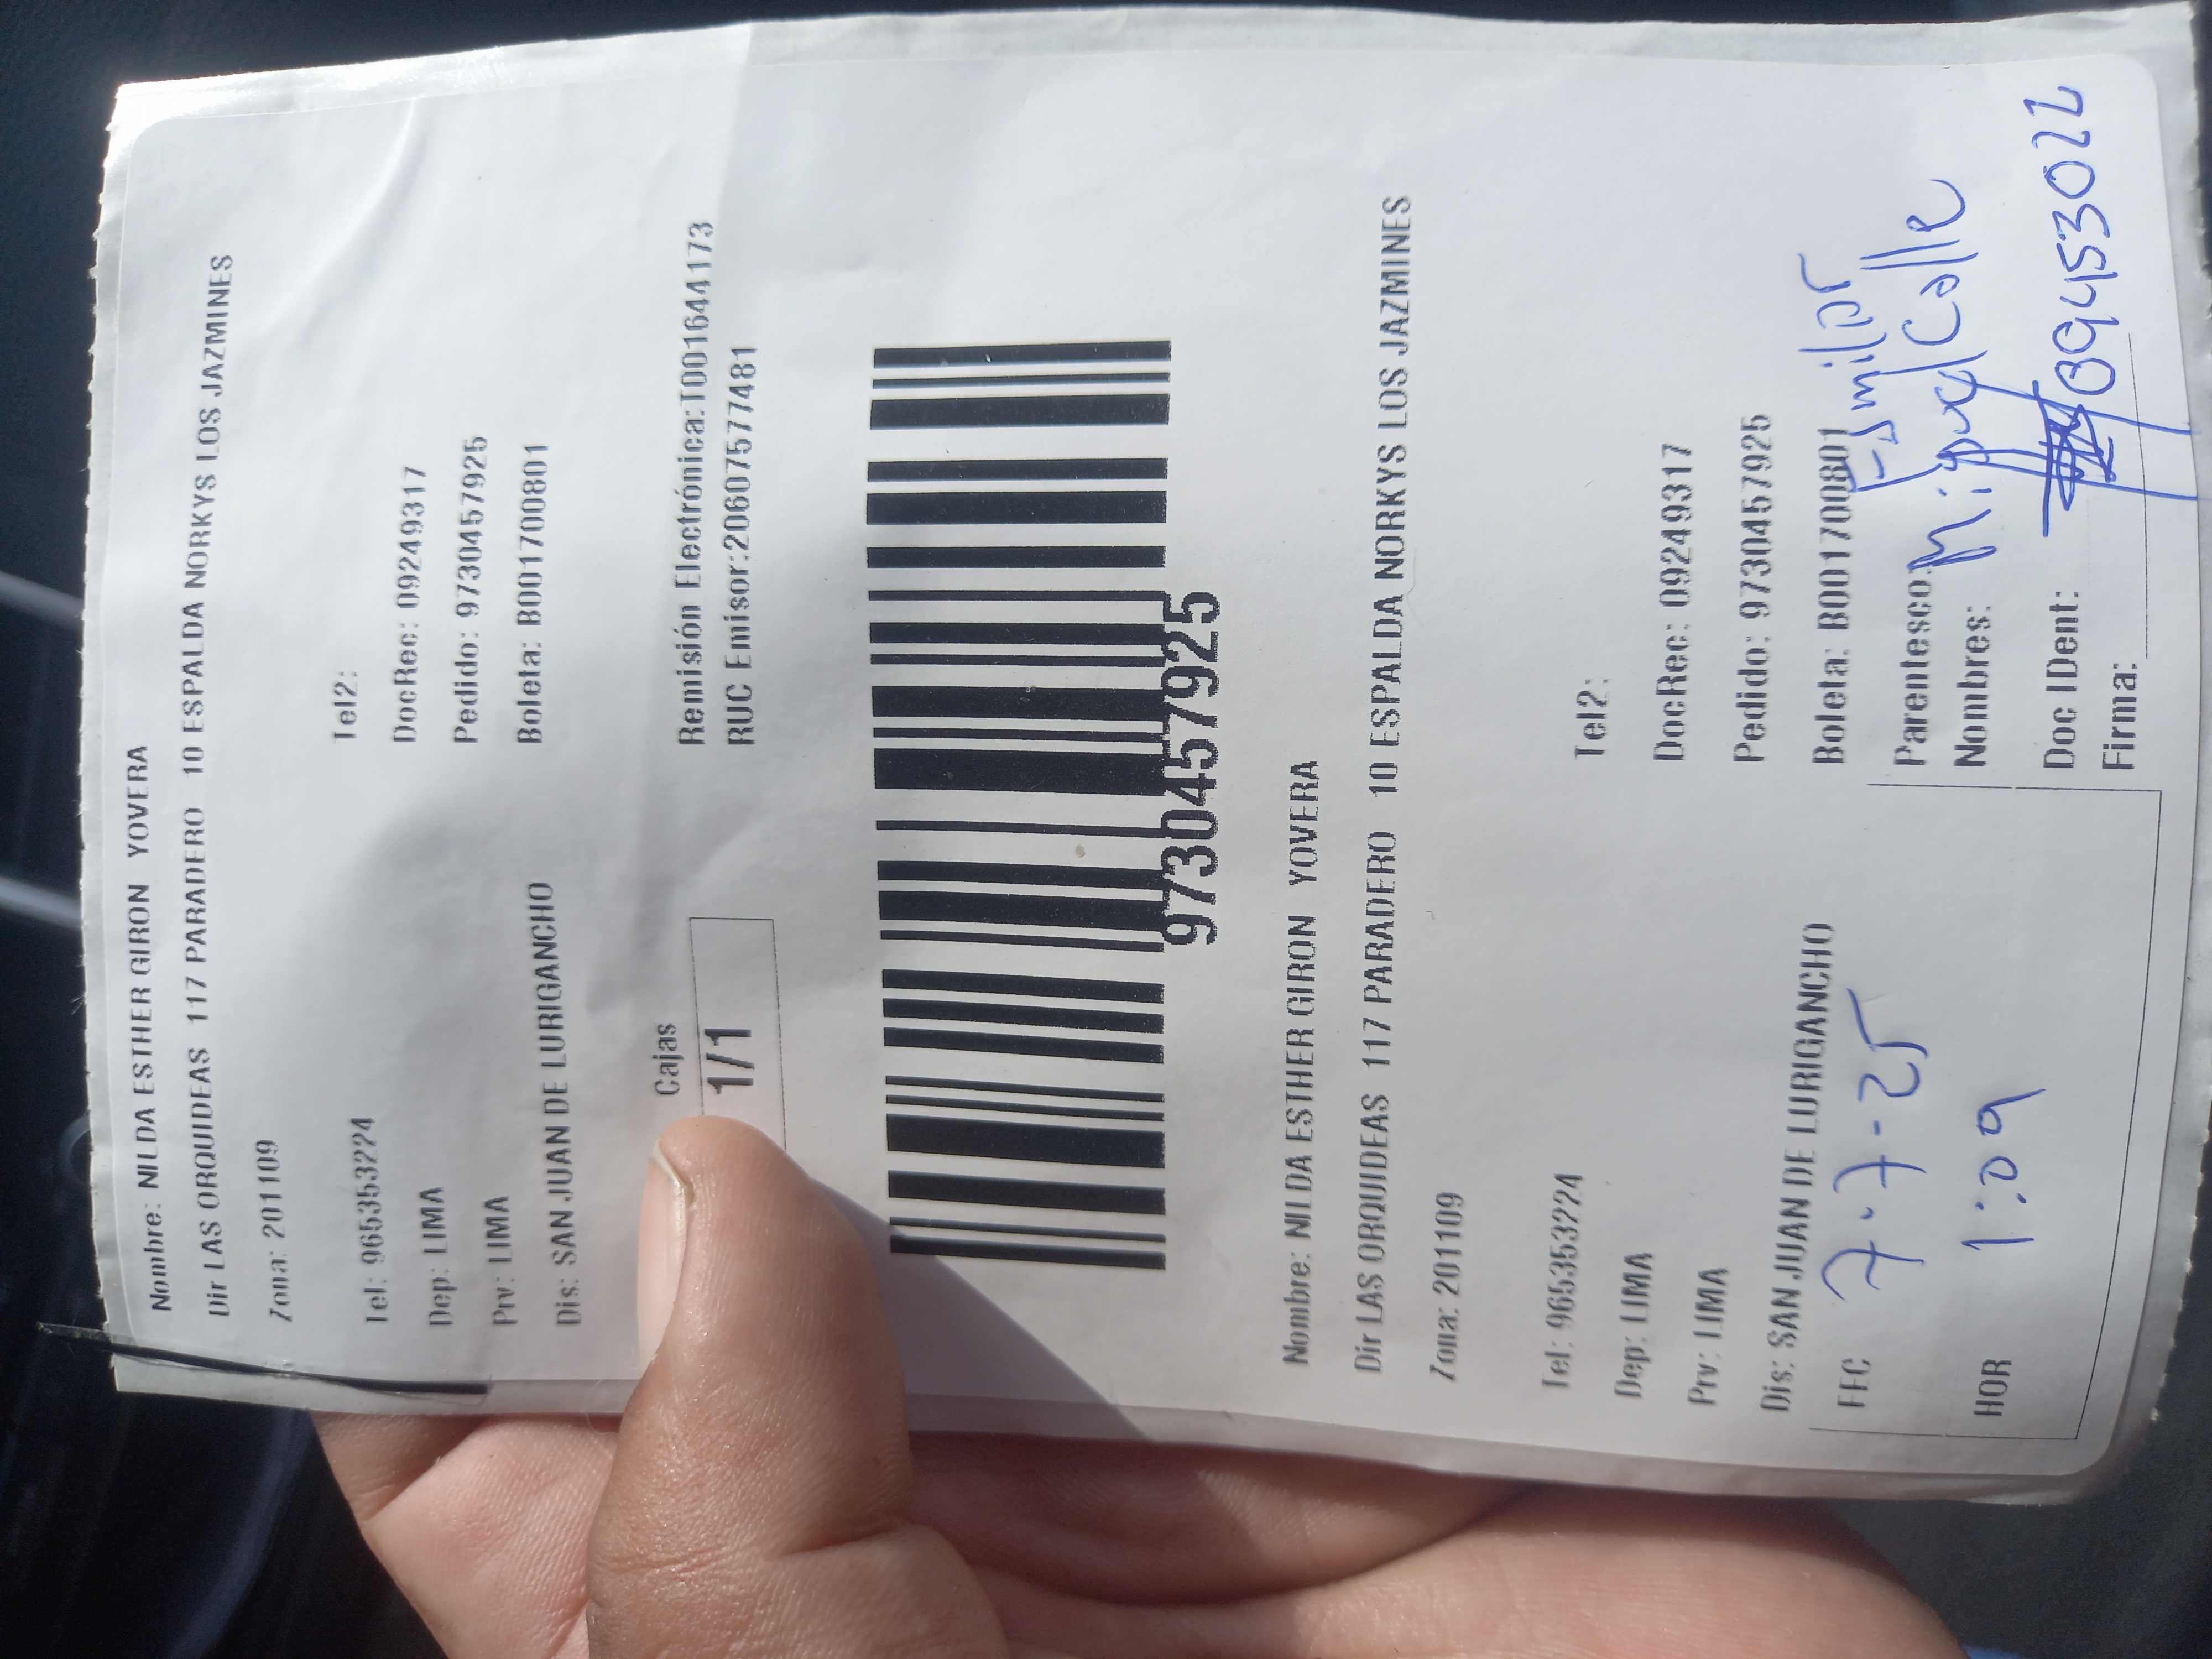 Nombre: NILDA ESTHER GIRON YOVERA
Dir LAS ORQUIDEAS 117 PARADERO 10 ESPALDA NORKYS LOS JAZMINES
Zona: 201109
Tel: 965353224 Tel2:
Dep: LIMA DocRec: 09249317
Prv: LIMA Pedido: 9730457925
Dis: SAN JUAN DE LURIGANCHO Boleta: B001700801
Cajas Remisión Electrónica:T001644173
1/1 RUC Emisor:20607577481
9730457925
Nombre: NILDA ESTHER GIRON YOVERA
Dir LAS ORQUIDEAS 117 PARADERO 10 ESPALDA NORKYS LOS JAZMINES
Zona: 201109
Tel: 965353224 Tel2:
Dep: LIMA DocRec: 09249317
Prv: LIMA Pedido: 9730457925
Dis: SAN JUAN DE LURIGANCHO Boleta: B001700801
FEC 7-7-25 Parentesco:
HOR 1:09 Nombres: Miguel Calle
Doc IDent: 09453022
Firma: